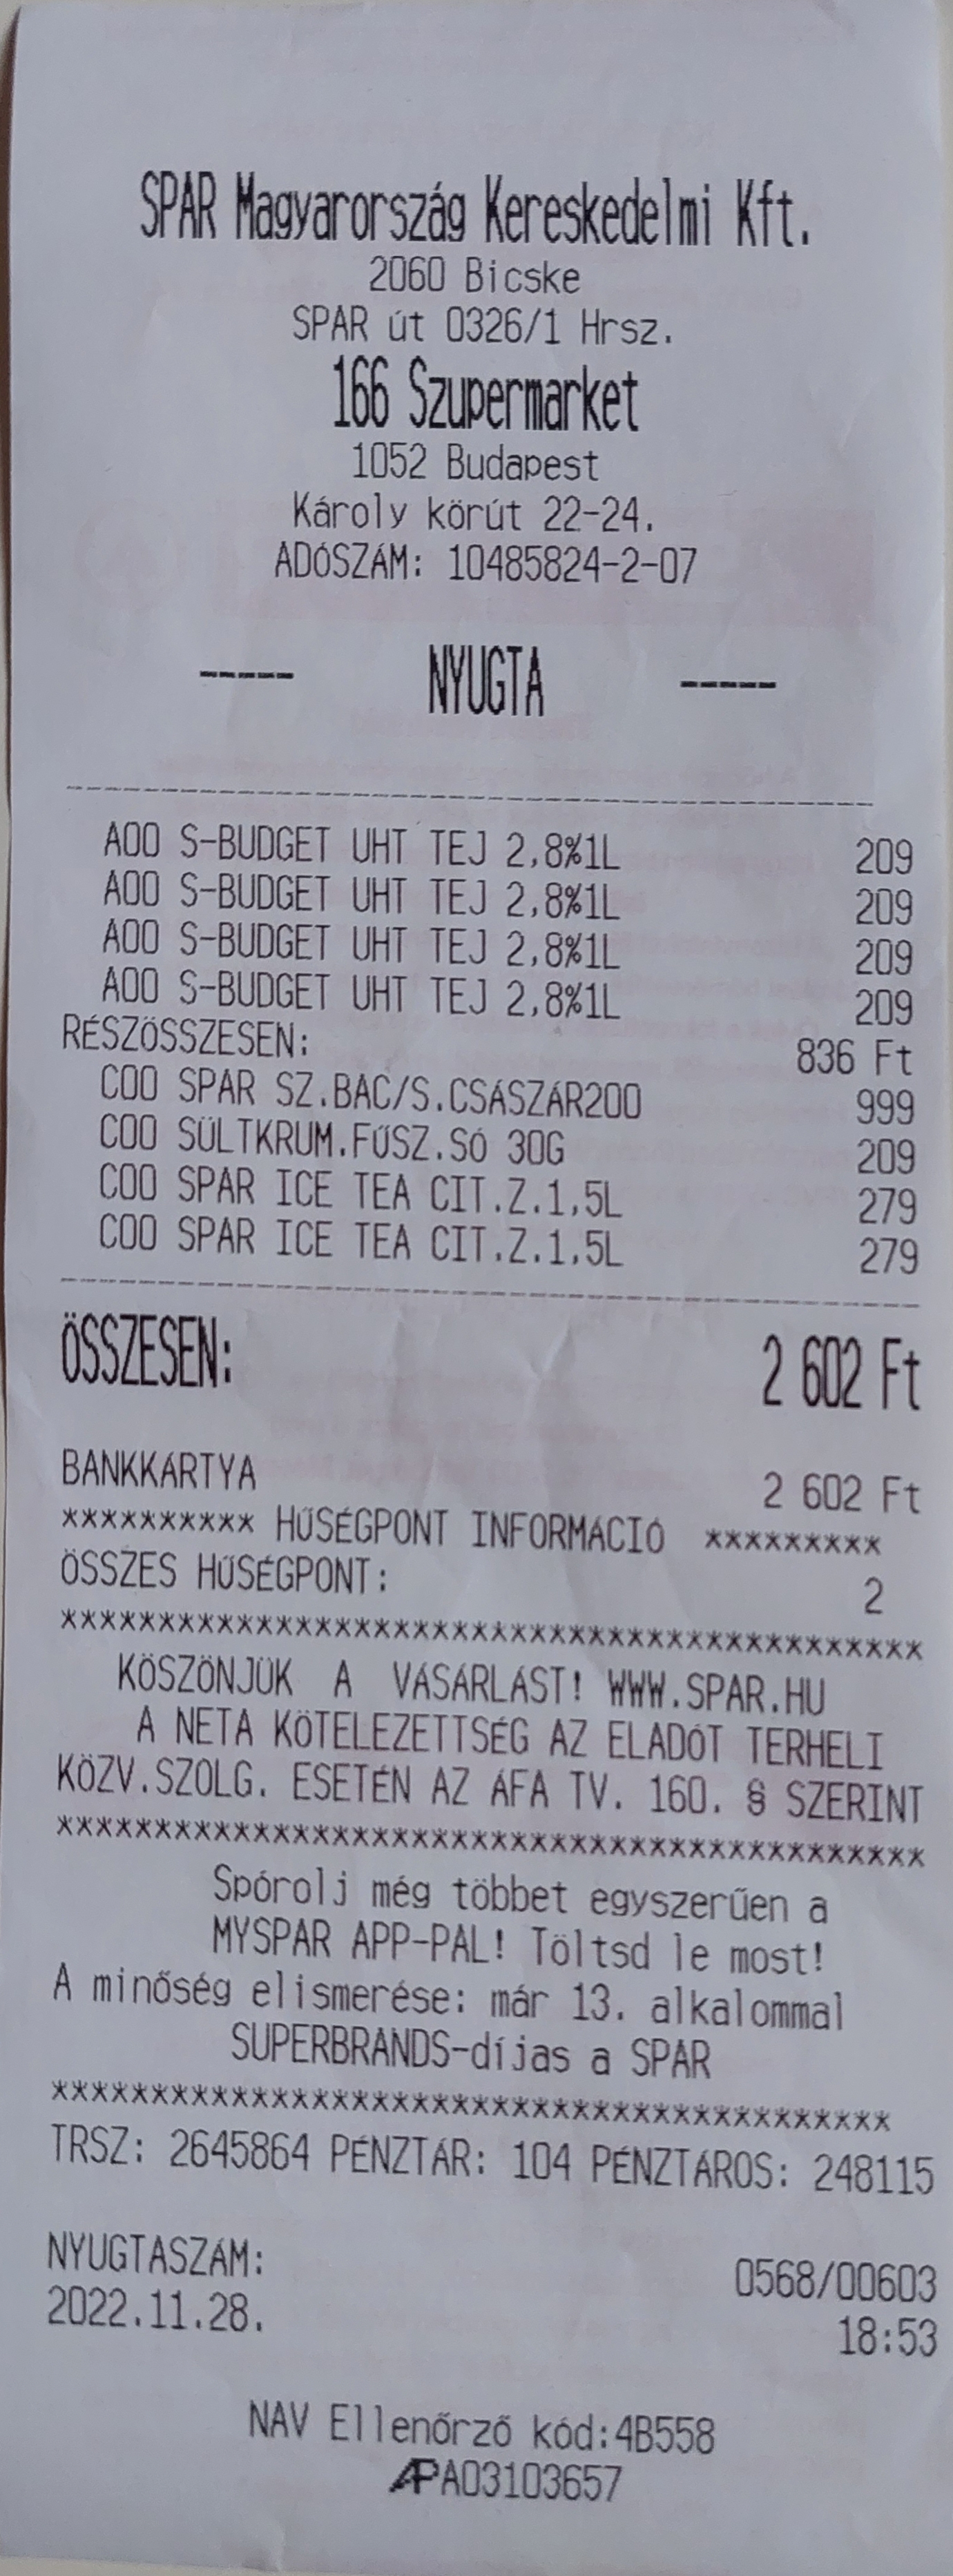 SPAR Magyarország Kereskedelmi Kft.
2060 Bicske
SPAR út 0326/1 Hrsz.
166 Szupermarket
1052 Budapest
Károly körút 22-24.
ADÓSZÁM: 10485824-2-07
----- NYUGTA -----
A00 S-BUDGET UHT TEJ 2,8%1L 209
A00 S-BUDGET UHT TEJ 2,8%1L 209
A00 S-BUDGET UHT TEJ 2,8%1L 209
A00 S-BUDGET UHT TEJ 2,8%1L 209
RÉSZÖSSZESEN: 836 Ft
C00 SPAR SZ.BAC/S.CSÁSZÁR200 999
C00 SÜLTKRUM.FŰSZ.SÓ 30G 209
C00 SPAR ICE TEA CIT.Z.1,5L 279
C00 SPAR ICE TEA CIT.Z.1,5L 279
ÖSSZESEN: 2 602 Ft
BANKKÁRTYA 2 602 Ft
********** HŰSÉGPONT INFORMÁCIÓ *********
ÖSSZES HŰSÉGPONT: 2
********************************************
KÖSZÖNJÜK A VÁSÁRLÁST! WWW.SPAR.HU
A NETA KÖTELEZETTSÉG AZ ELADÓT TERHELI
KÖZV.SZOLG. ESETÉN AZ ÁFA TV. 160. § SZERINT
********************************************
Spórolj még többet egyszerűen a
MYSPAR APP-PAL! Töltsd le most!
A minőség elismerése: már 13. alkalommal
SUPERBRANDS-díjas a SPAR
******************************************
TRSZ: 2645864 PÉNZTÁR: 104 PÉNZTÁROS: 248115
NYUGTASZÁM: 0568/00603
2022.11.28. 18:53
NAV Ellenőrző kód:4B558
APA03103657